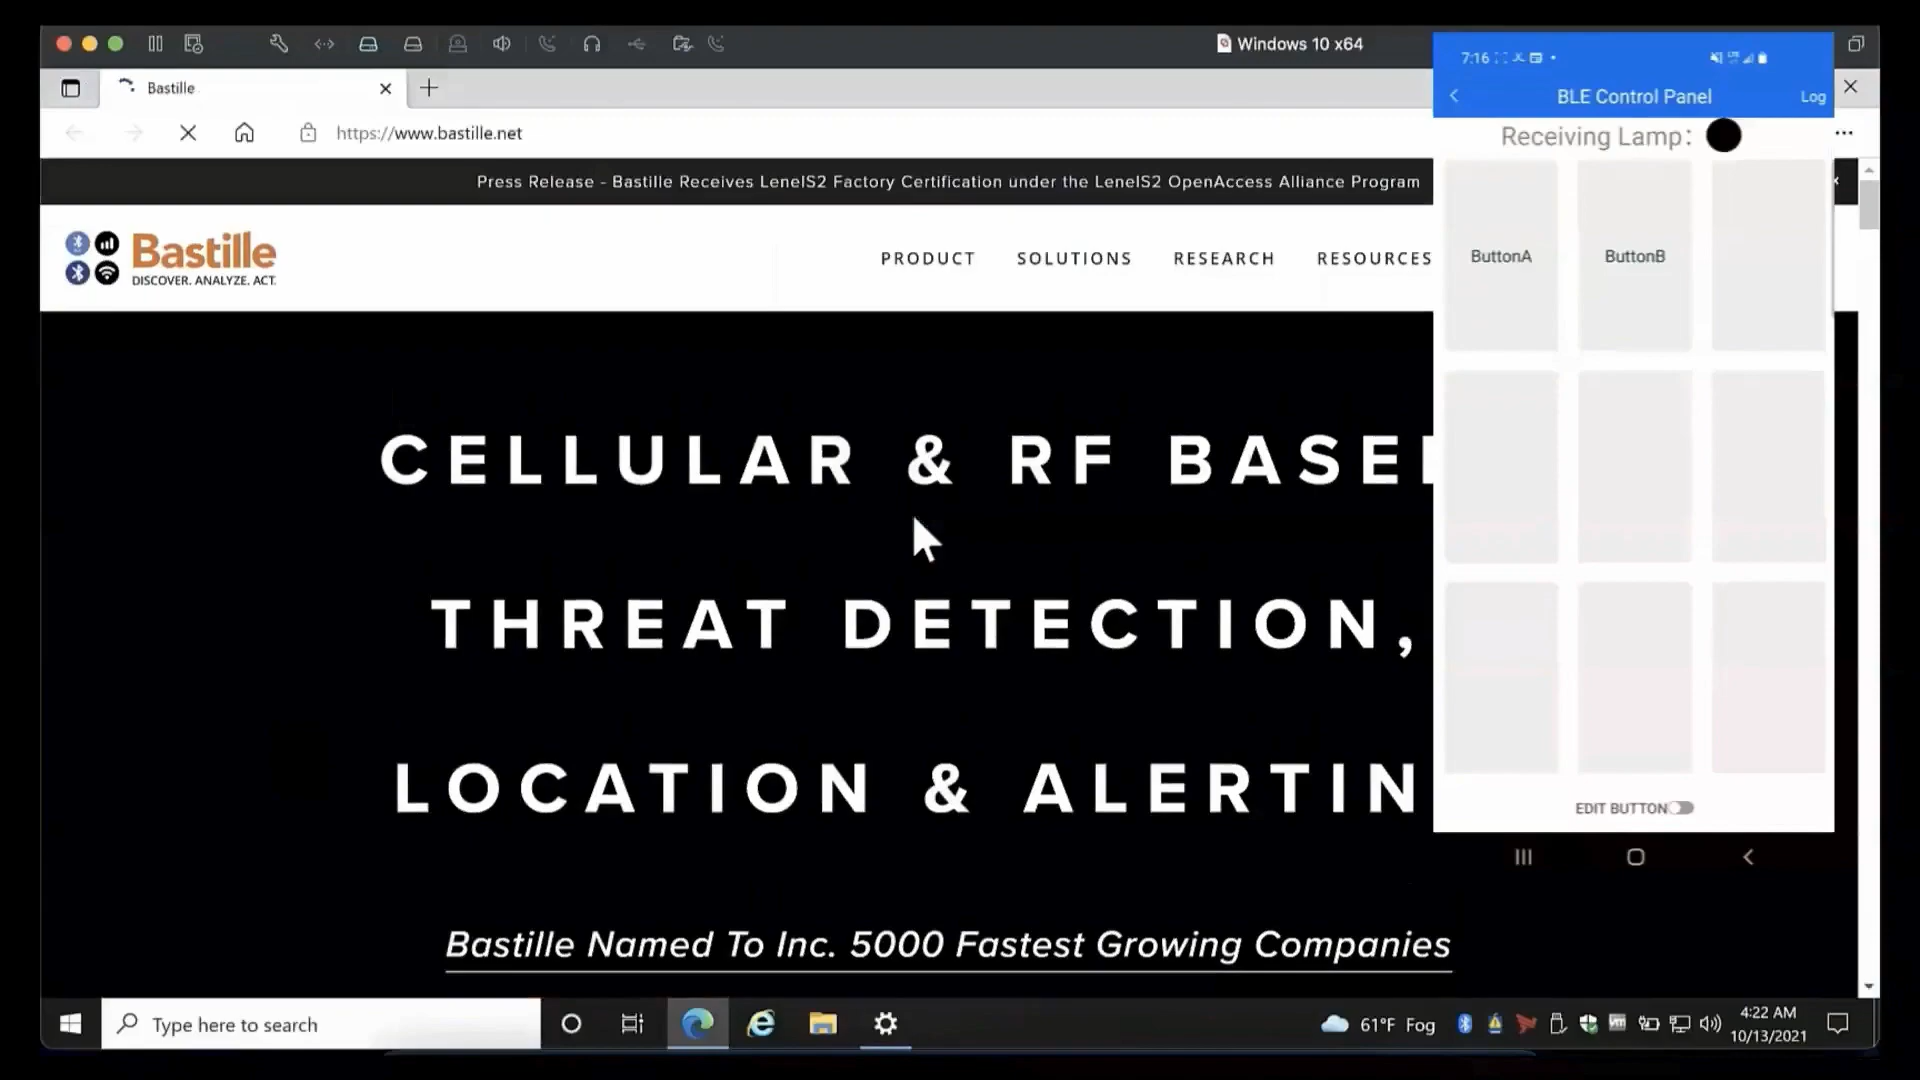 Windows 10 x64
Bastille
https://www.bastille.net
Press Release - Bastille Receives LenelS2 Factory Certification under the LenelS2 OpenAccess Alliance Program
Bastille
DISCOVER. ANALYZE. ACT.
PRODUCT SOLUTIONS RESEARCH RESOURCES
CELLULAR & RF BASE
THREAT DETECTION,
LOCATION & ALERTIN
Bastille Named To Inc. 5000 Fastest Growing Companies
7:16
BLE Control Panel
Log
Receiving Lamp:
ButtonA
ButtonB
EDIT BUTTON
Type here to search
61°F Fog
4:22 AM
10/13/2021